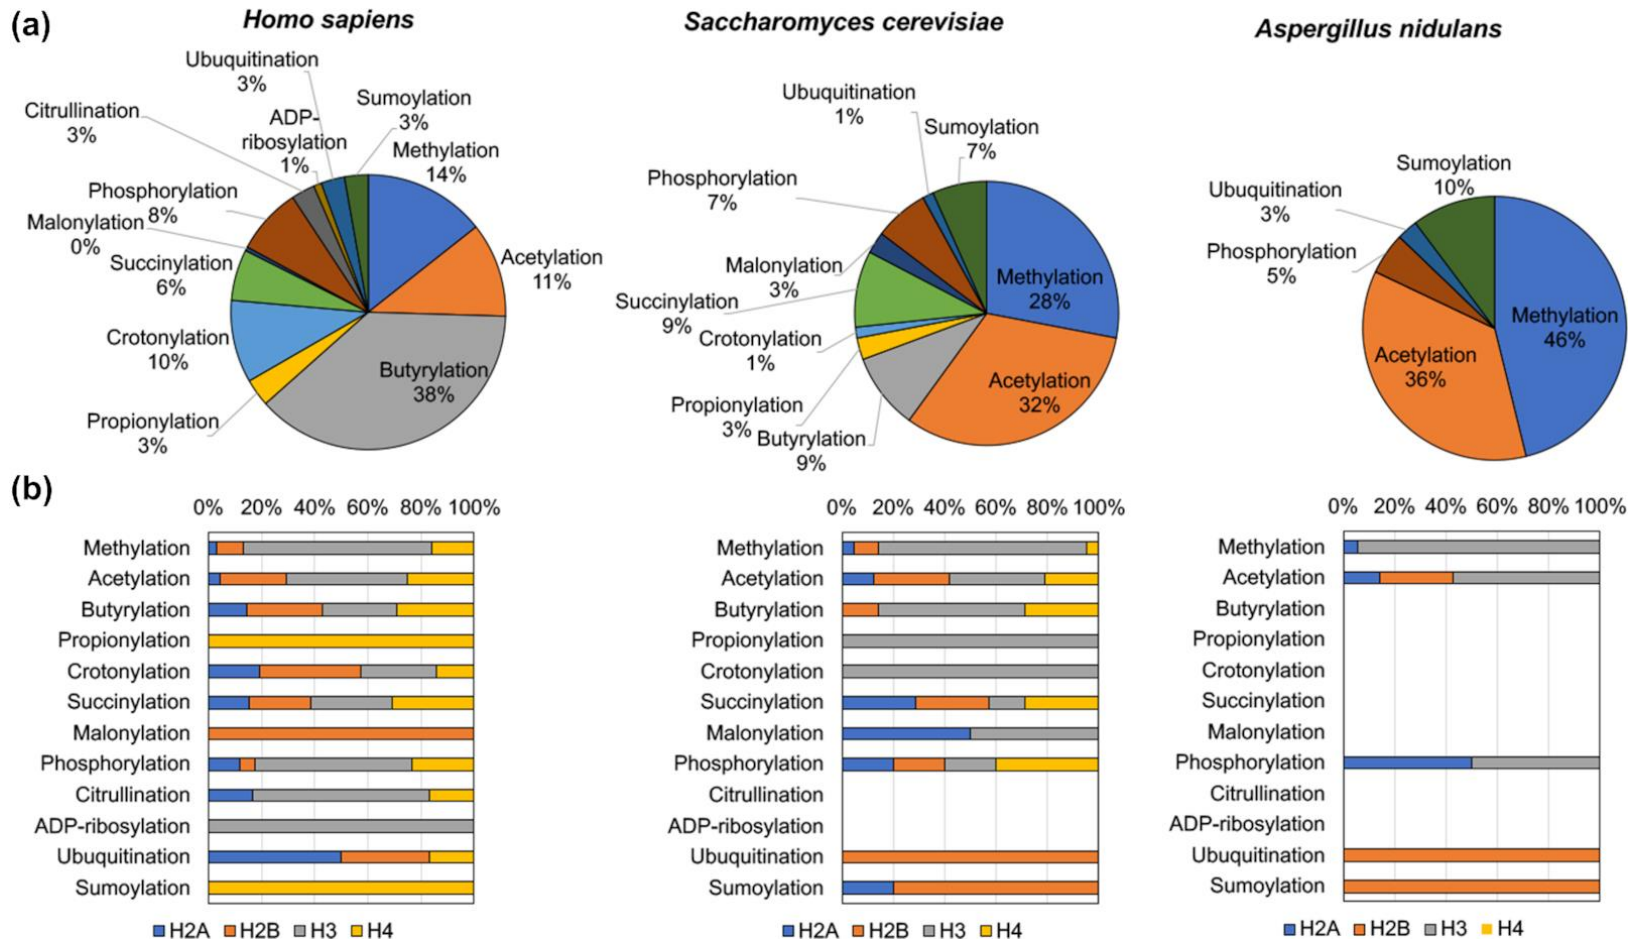 (a)
Homo sapiens
Ubuquitination
3%
Citrullination
3%
ADP-
ribosylation
1%
Sumoylation
3%
Methylation
14%
Phosphorylation
8%
Malonylation
0%
Succinylation
6%
Acetylation
11%
Crotonylation
10%
Butyrylation
38%
Propionylation
3%
Saccharomyces cerevisiae
Ubuquitination
1%
Sumoylation
7%
Phosphorylation
7%
Malonylation
3%
Methylation
28%
Succinylation
9%
Crotonylation
1%
Acetylation
32%
Propionylation
3%
Butyrylation
9%
Aspergillus nidulans
Sumoylation
10%
Ubuquitination
3%
Phosphorylation
5%
Methylation
46%
Acetylation
36%
(b)
0% 20% 40% 60% 80% 100%
Methylation
Acetylation
Butyrylation
Propionylation
Crotonylation
Succinylation
Malonylation
Phosphorylation
Citrullination
ADP-ribosylation
Ubuquitination
Sumoylation
H2A H2B H3 H4
0% 20% 40% 60% 80% 100%
Methylation
Acetylation
Butyrylation
Propionylation
Crotonylation
Succinylation
Malonylation
Phosphorylation
Citrullination
ADP-ribosylation
Ubuquitination
Sumoylation
H2A H2B H3 H4
0% 20% 40% 60% 80% 100%
Methylation
Acetylation
Butyrylation
Propionylation
Crotonylation
Succinylation
Malonylation
Phosphorylation
Citrullination
ADP-ribosylation
Ubuquitination
Sumoylation
H2A H2B H3 H4